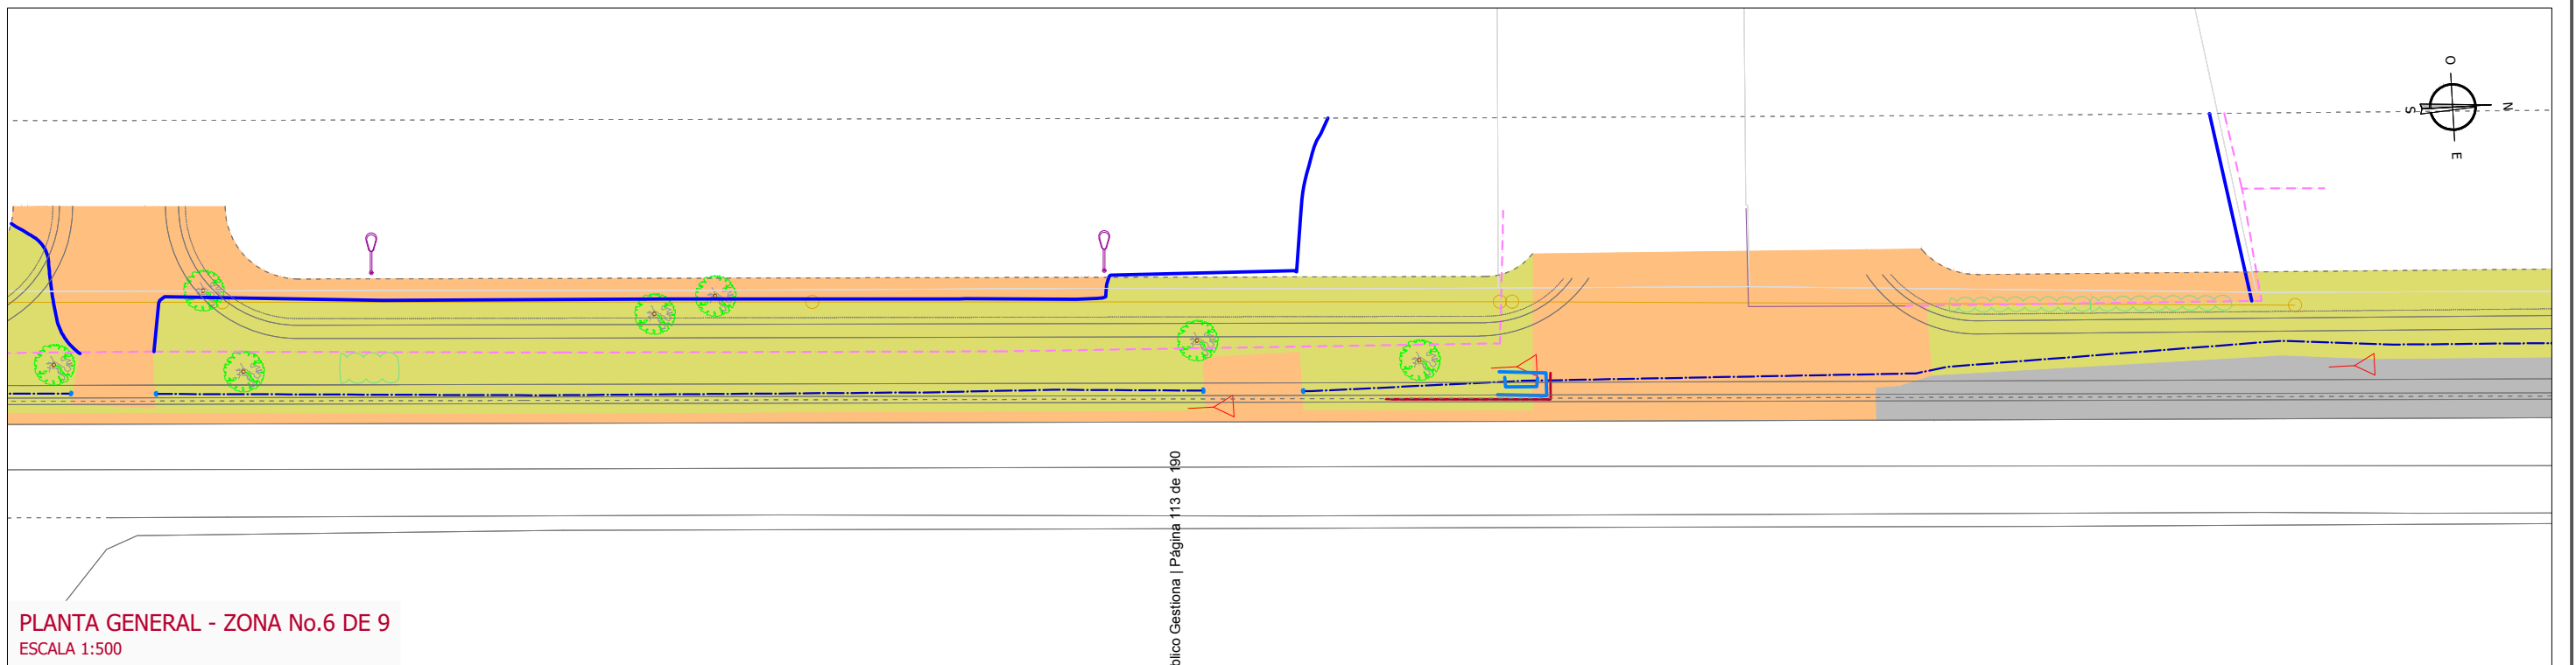 O
S
N
E
blico Gestiona | Página 113 de 190
PLANTA GENERAL - ZONA No.6 DE 9
ESCALA 1:500